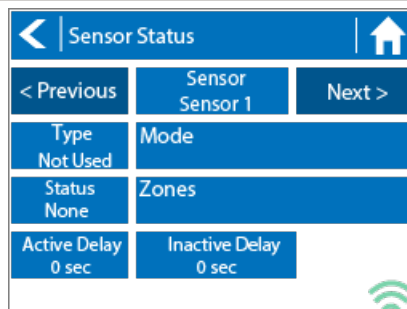 Sensor Status
< Previous
Sensor
Sensor 1
Next >
Type
Not Used
Mode
Status
None
Zones
Active Delay
0 sec
Inactive Delay
0 sec